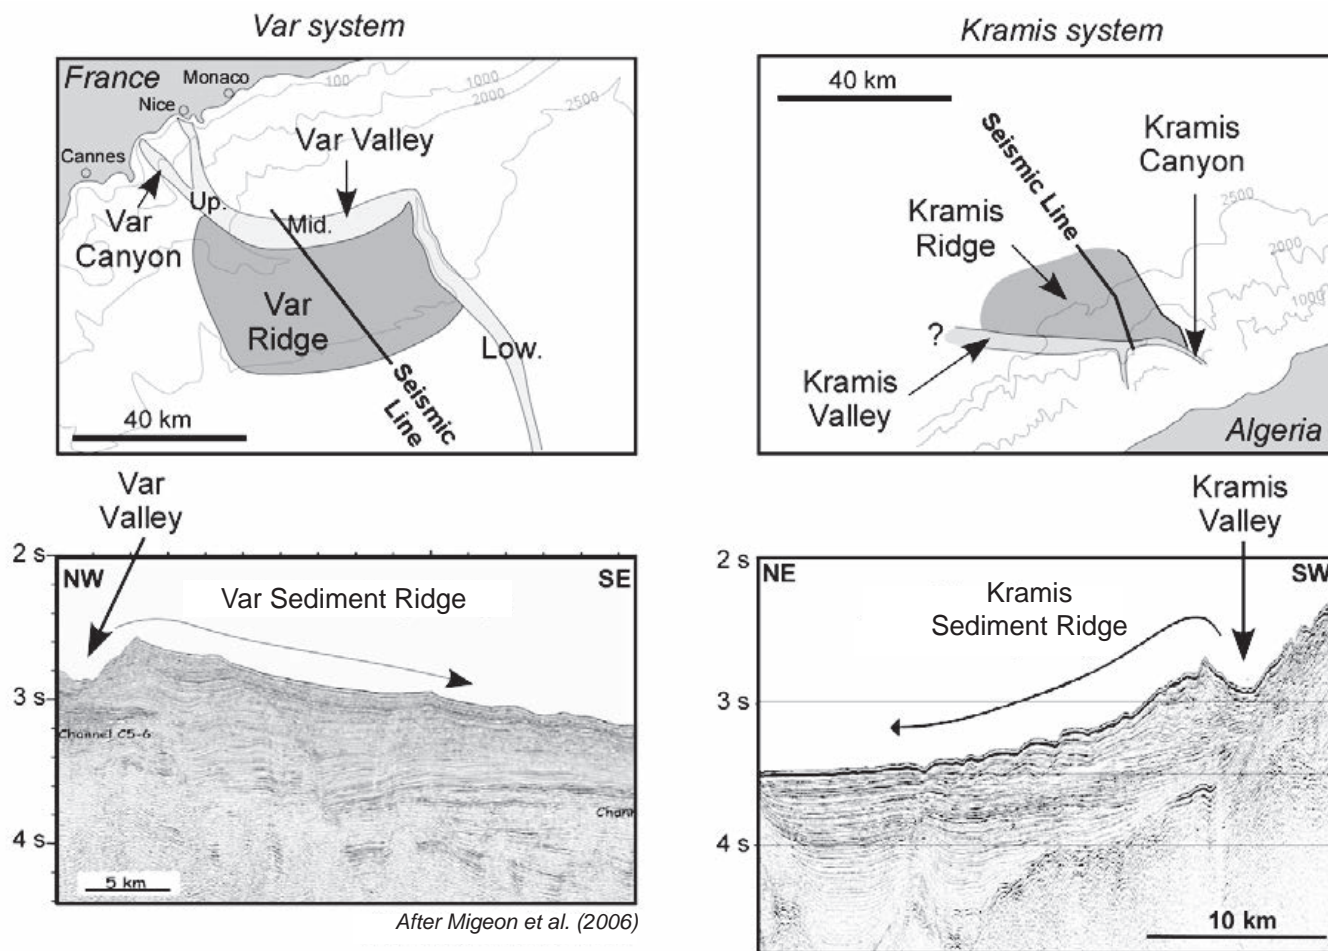 Var system
France
Monaco
Nice
Cannes
100
1000
2000
2500
Var Valley
Up.
Mid.
Var
Canyon
Var
Ridge
Low.
Seismic
Line
40 km
Kramis system
40 km
Seismic Line
Kramis
Canyon
Kramis
Ridge
2500
2000
1000
?
Kramis
Valley
Algeria
Var
Valley
2 s
NW
SE
Var Sediment Ridge
3 s
Channel C5-6
Chann
4 s
5 km
After Migeon et al. (2006)
Kramis
Valley
2 s
NE
SW
Kramis
Sediment Ridge
3 s
4 s
10 km